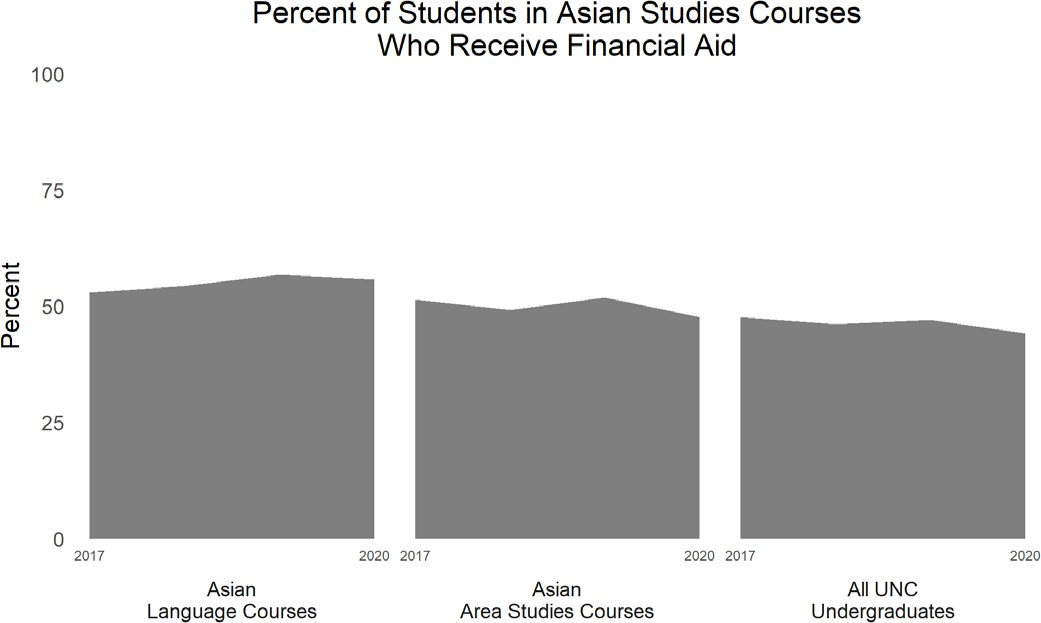 Percent of Students in Asian Studies Courses
Who Receive Financial Aid
100
75
50
25
0
Percent
2017
2020
2017
2020
2017
2020
Asian
Language Courses
Asian
Area Studies Courses
All UNC
Undergraduates